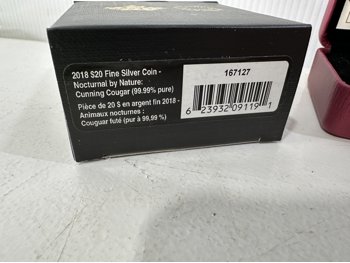 2018 $20 Fine Silver Coin -
Nocturnal by Nature:
Cunning Cougar (99.99% pure)
Pièce de 20 $ en argent fin 2018 -
Animaux nocturnes :
Couguar futé (pur à 99,99 %)
167127
6 23932 09119 1